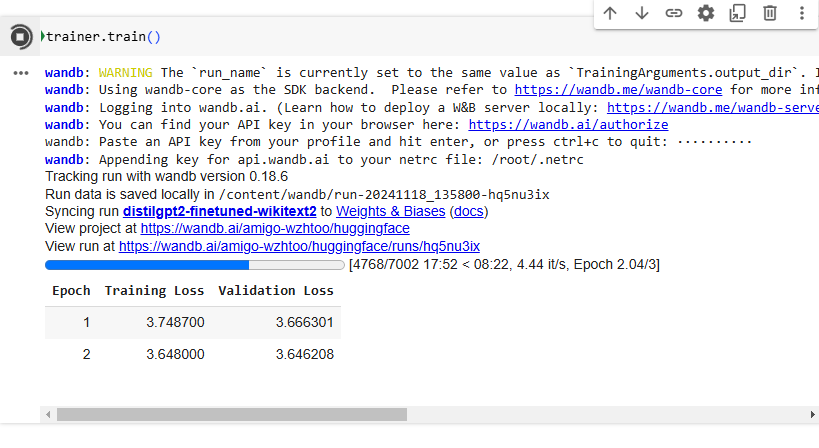 trainer.train()
wandb: WARNING The `run_name` is currently set to the same value as `TrainingArguments.output_dir`.
wandb: Using wandb-core as the SDK backend.  Please refer to https://wandb.me/wandb-core for more inf
wandb: Logging into wandb.ai. (Learn how to deploy a W&B server locally: https://wandb.me/wandb-serve
wandb: You can find your API key in your browser here: https://wandb.ai/authorize
wandb: Paste an API key from your profile and hit enter, or press ctrl+c to quit: ··········
wandb: Appending key for api.wandb.ai to your netrc file: /root/.netrc
Tracking run with wandb version 0.18.6
Run data is saved locally in /content/wandb/run-20241118_135800-hq5nu3ix
Syncing run distilgpt2-finetuned-wikitext2 to Weights & Biases (docs)
View project at https://wandb.ai/amigo-wzhtoo/huggingface
View run at https://wandb.ai/amigo-wzhtoo/huggingface/runs/hq5nu3ix
[4768/7002 17:52 < 08:22, 4.44 it/s, Epoch 2.04/3]
Epoch Training Loss Validation Loss
1 3.748700 3.666301
2 3.648000 3.646208